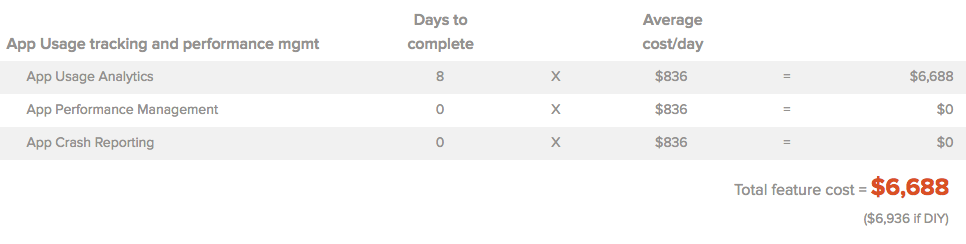 Days to Average
App Usage tracking and performance mgmt complete cost/day
App Usage Analytics 8 X $836 = $6,688
App Performance Management 0 X $836 = $0
App Crash Reporting 0 X $836 = $0
Total feature cost = $6,688
($6,936 if DIY)